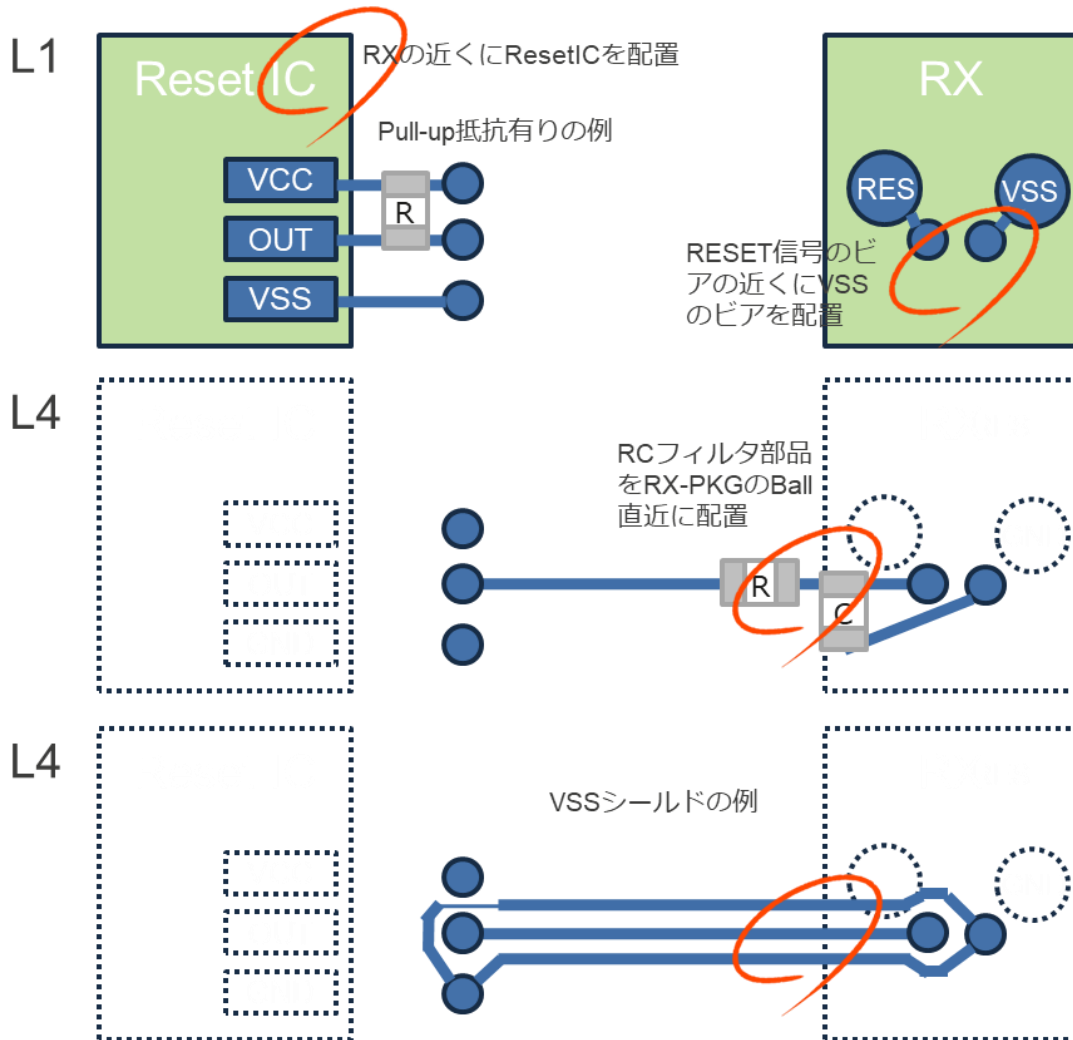 L1
Reset IC
RXの近くにResetICを配置
RX
Pull-up抵抗有りの例
VCC
R
OUT
VSS
RES
VSS
RESET信号のビ
アの近くにVSS
のビアを配置
L4
RCフィルタ部品
をRX-PKGのBall
直近に配置
R
C
L4
VSSシールドの例